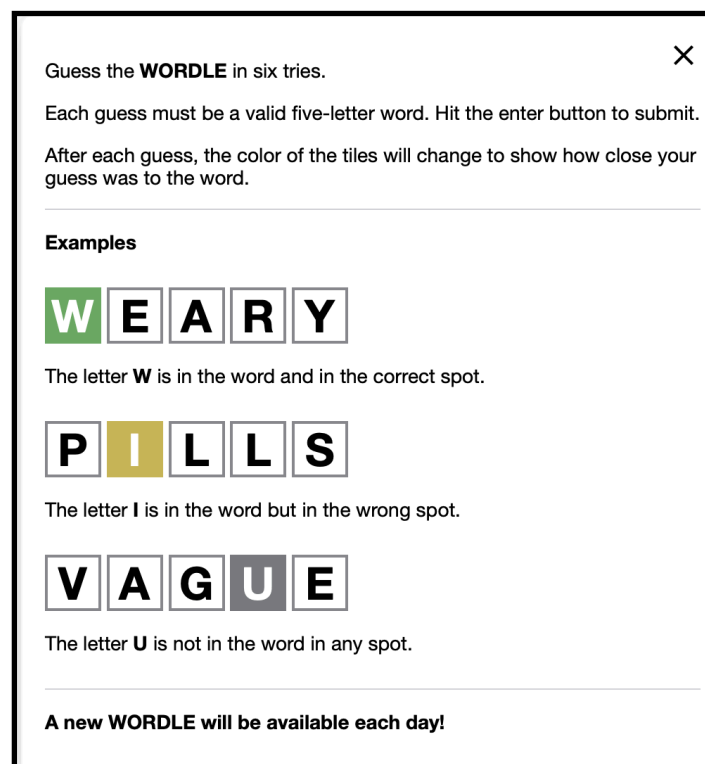 Guess the WORDLE in six tries.
Each guess must be a valid five-letter word. Hit the enter button to submit.
After each guess, the color of the tiles will change to show how close your
guess was to the word.
Examples
WEARY
The letter W is in the word and in the correct spot.
PILLS
The letter I is in the word but in the wrong spot.
VAGUE
The letter U is not in the word in any spot.
A new WORDLE will be available each day!